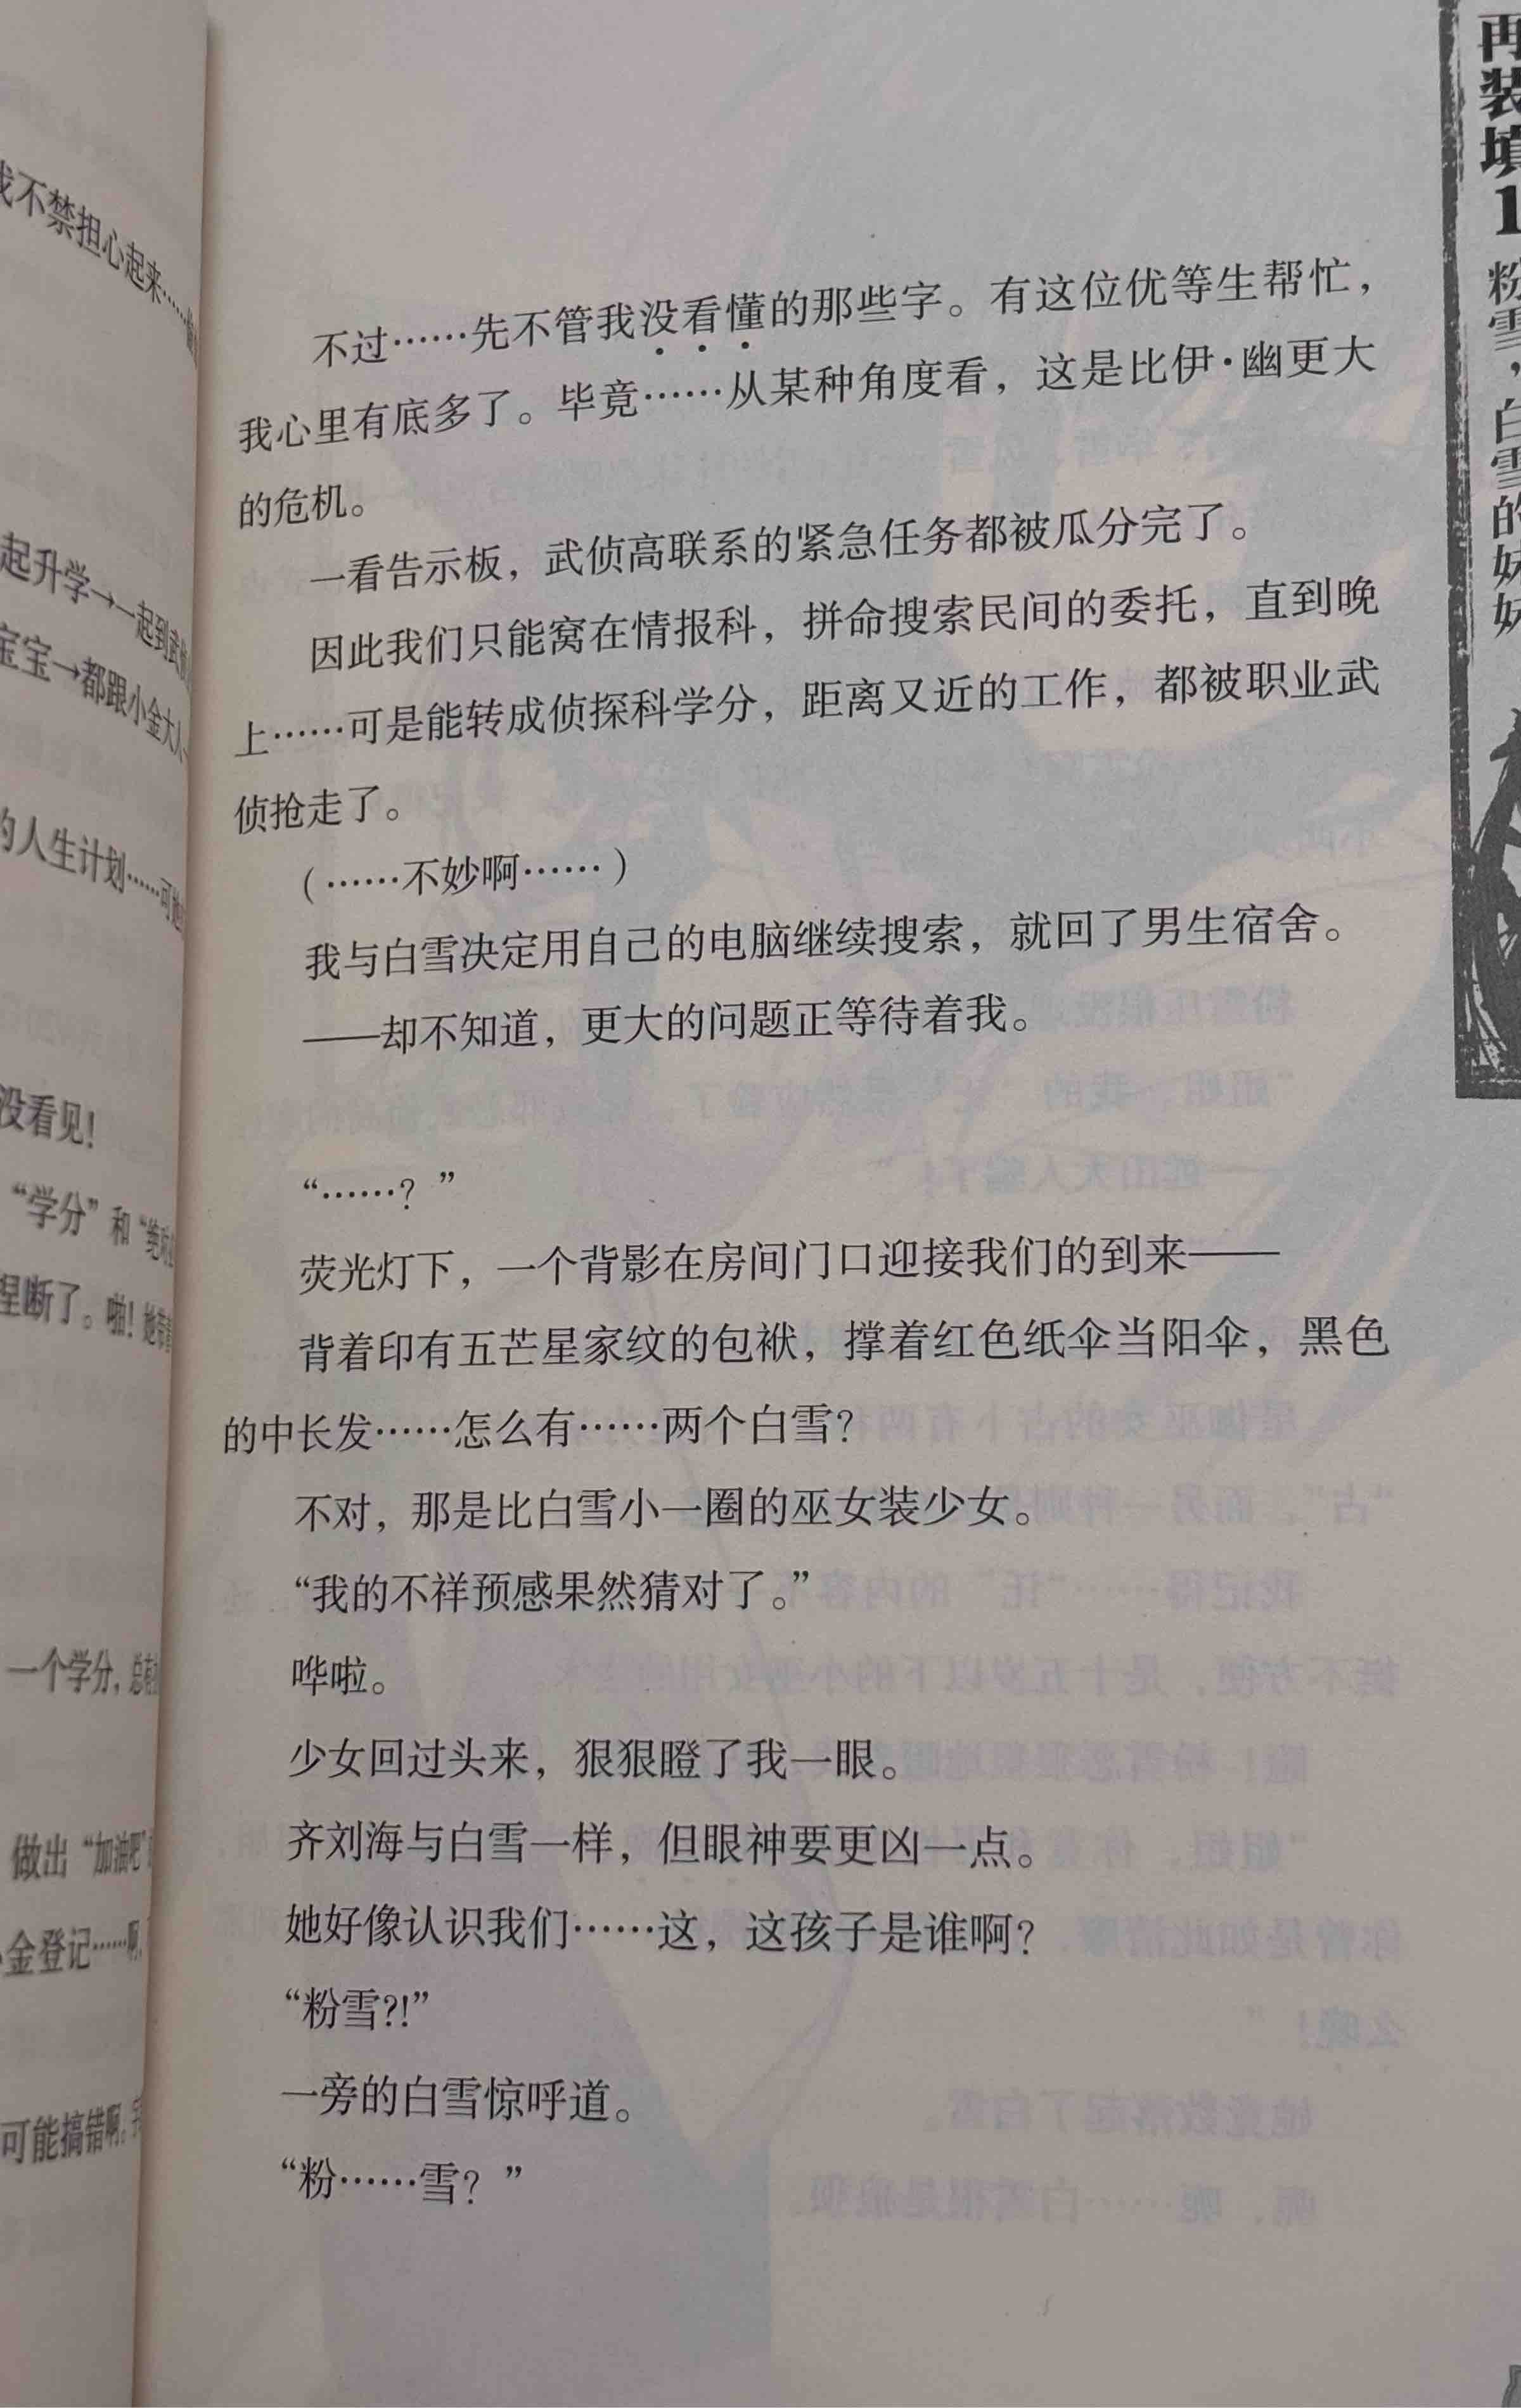 我不禁担心起来……
起升学→一起到武
宝宝→都跟小金大人
的人生计划……可她
没看见！
“学分”和“绝
捏断了。啪！她
一个学分，总
做出“加油吧
金登记……啊，
可能搞错啊，
不过……先不管我没看懂的那些字。有这位优等生帮忙，
我心里有底多了。毕竟……从某种角度看，这是比伊·幽更大
的危机。
一看告示板，武侦高联系的紧急任务都被瓜分完了。
因此我们只能窝在情报科，拼命搜索民间的委托，直到晚
上……可是能转成侦探科学分，距离又近的工作，都被职业武
侦抢走了。
（……不妙啊……）
我与白雪决定用自己的电脑继续搜索，就回了男生宿舍。
——却不知道，更大的问题正等待着我。
“……？”
荧光灯下，一个背影在房间门口迎接我们的到来——
背着印有五芒星家纹的包袱，撑着红色纸伞当阳伞，黑色
的中长发……怎么有……两个白雪？
不对，那是比白雪小一圈的巫女装少女。
“我的不祥预感果然猜对了。”
哗啦。
少女回过头来，狠狠瞪了我一眼。
齐刘海与白雪一样，但眼神要更凶一点。
她好像认识我们……这，这孩子是谁啊？
“粉雪?!”
一旁的白雪惊呼道。
“粉……雪？”
再装填1
粉雪，白雪的妹妹